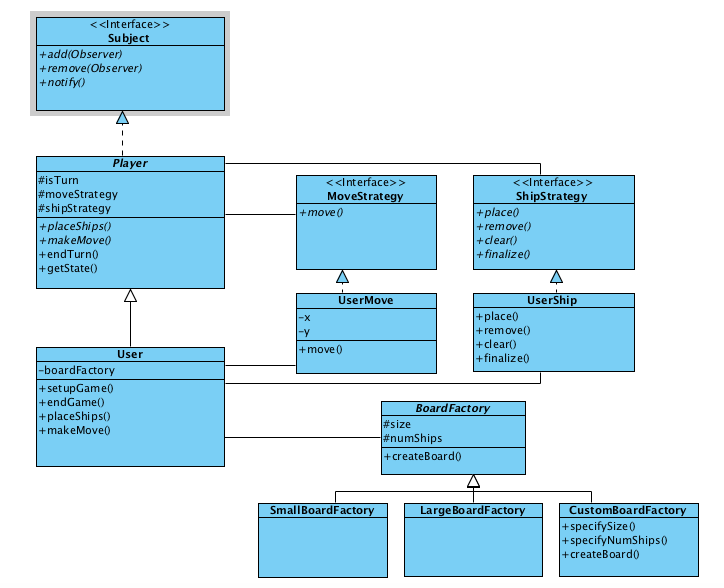 <<Interface>>
Subject
+add(Observer)
+remove(Observer)
+notify()
Player
#isTurn
#moveStrategy
#shipStrategy
+placeShips()
+makeMove()
+endTurn()
+getState()
<<Interface>>
MoveStrategy
+move()
<<Interface>>
ShipStrategy
+place()
+remove()
+clear()
+finalize()
UserMove
-x
-y
+move()
UserShip
+place()
+remove()
+clear()
+finalize()
User
-boardFactory
+setupGame()
+endGame()
+placeShips()
+makeMove()
BoardFactory
#size
#numShips
+createBoard()
SmallBoardFactory
LargeBoardFactory
CustomBoardFactory
+specifySize()
+specifyNumShips()
+createBoard()